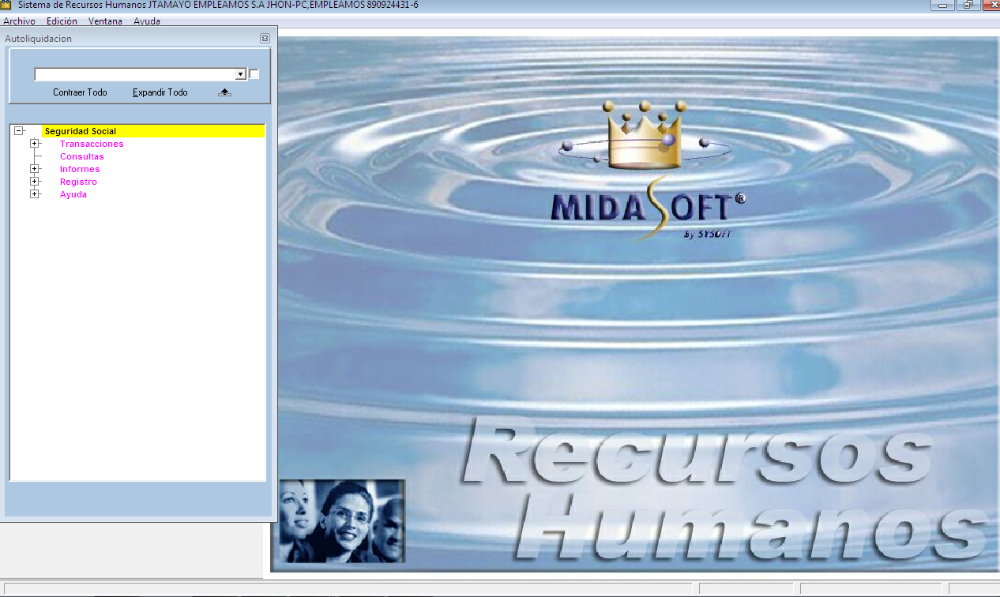 Sistema de Recursos Humanos JTAMAYO EMPLEAMOS S.A JHON-PC,EMPLEAMOS 890924431-6
Archivo Edición Ventana Ayuda
Autoliquidacion
Contraer Todo Expandir Todo
Seguridad Social
Transacciones
Consultas
Informes
Registro
Ayuda
MIDASOFT®
by SYSOFT
Recursos
Humanos